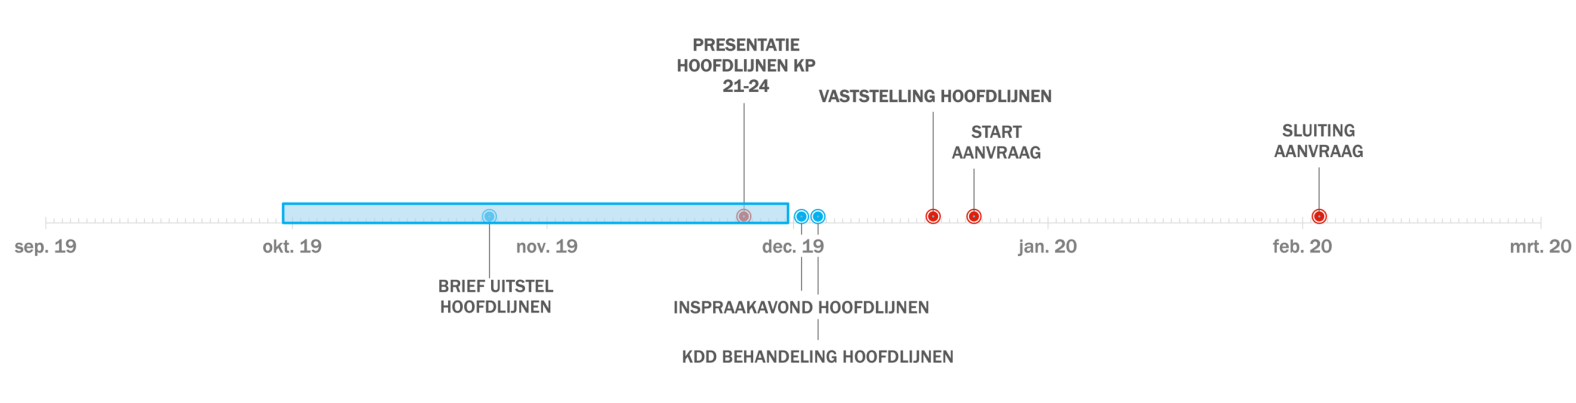 PRESENTATIE
HOOFDLIJNEN KP
21-24
VASTSTELLING HOOFDLIJNEN
START
AANVRAAG
SLUITING
AANVRAAG
sep. 19
okt. 19
nov. 19
dec. 19
jan. 20
feb. 20
mrt. 20
BRIEF UITSTEL
HOOFDLIJNEN
INSPRAAKAVOND HOOFDLIJNEN
KDD BEHANDELING HOOFDLIJNEN